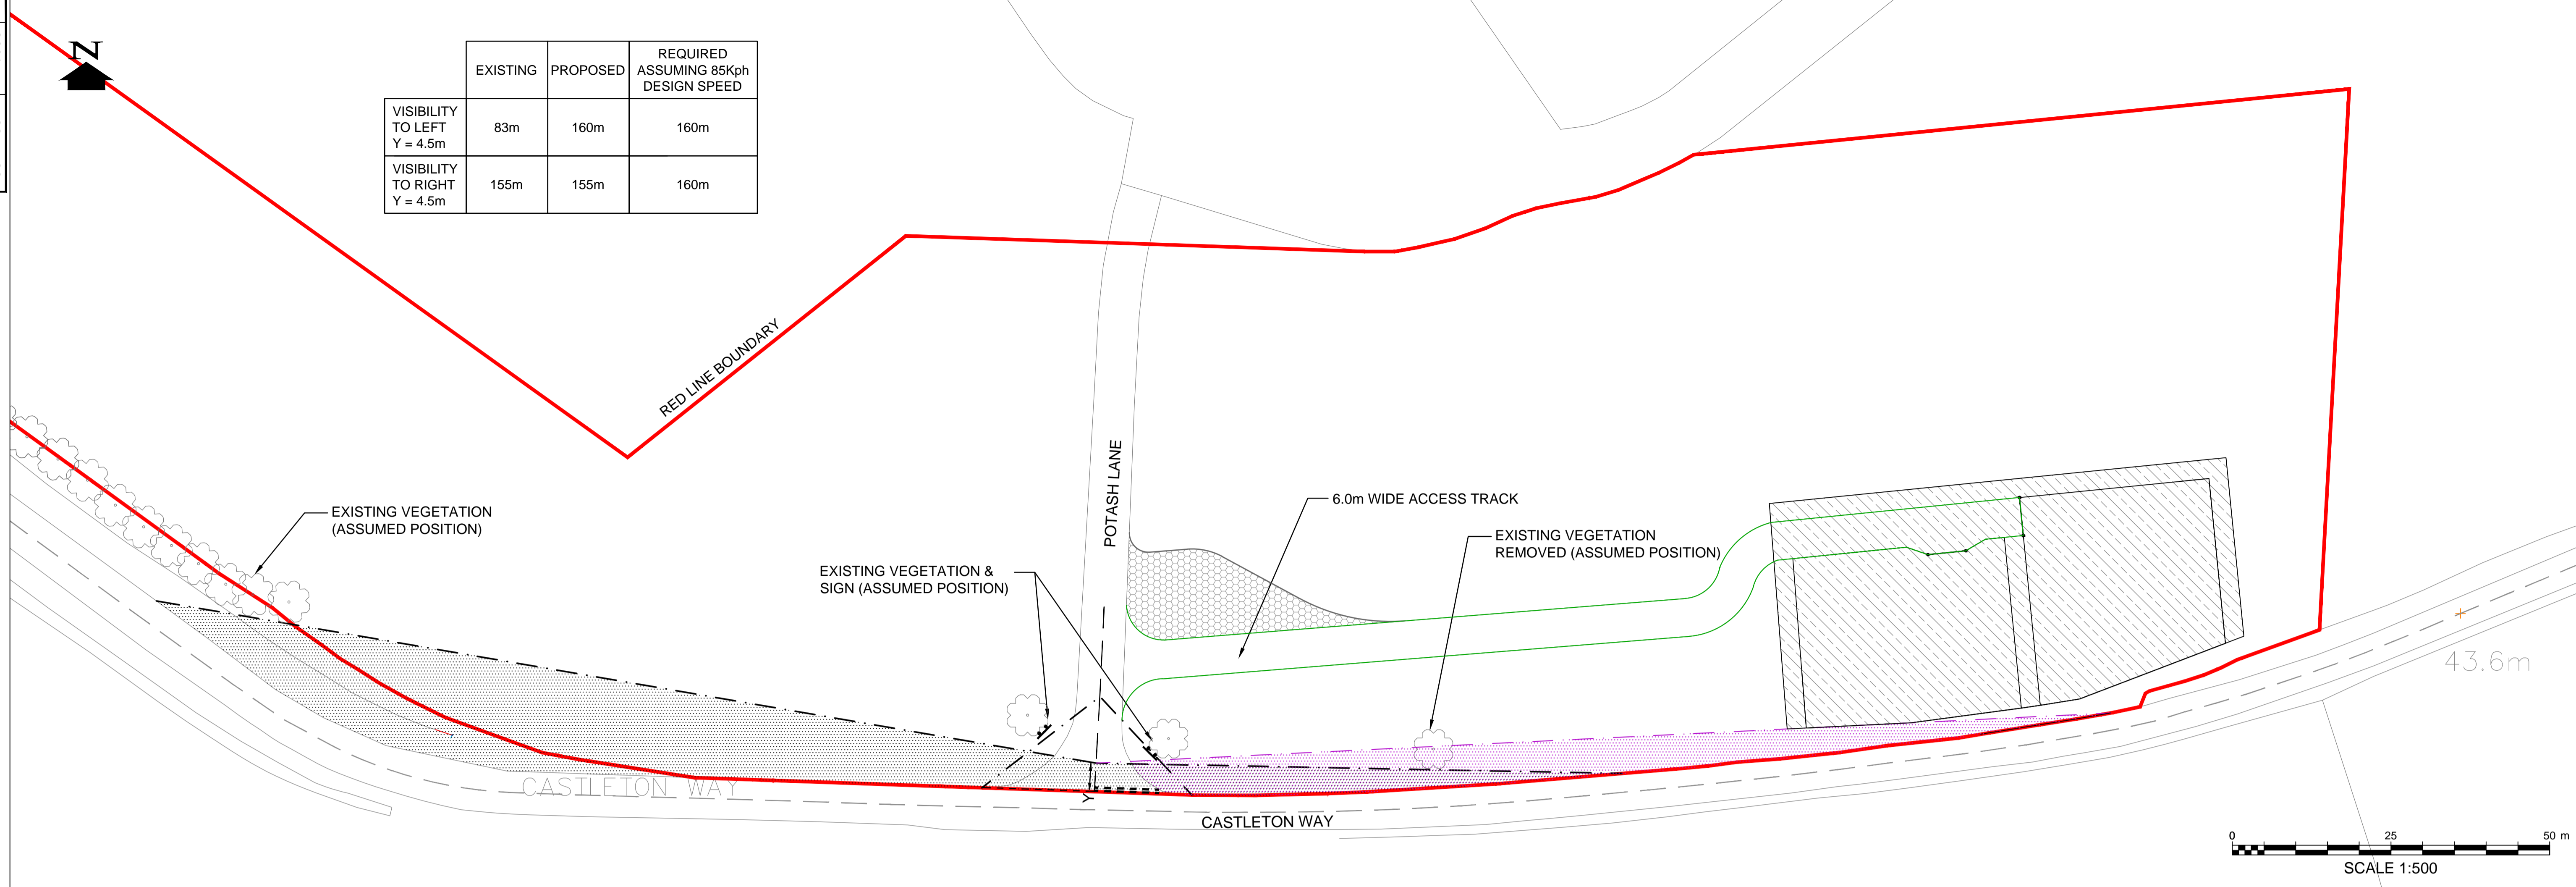 N
EXISTING
PROPOSED
REQUIRED
ASSUMING 85Kph
DESIGN SPEED
VISIBILITY
TO LEFT
Y = 4.5m
83m
160m
160m
VISIBILITY
TO RIGHT
Y = 4.5m
155m
155m
160m
RED LINE BOUNDARY
POTASH LANE
EXISTING VEGETATION
(ASSUMED POSITION)
6.0m WIDE ACCESS TRACK
EXISTING VEGETATION
REMOVED (ASSUMED POSITION)
EXISTING VEGETATION &
SIGN (ASSUMED POSITION)
43.6m
CASTLETON WAY
Y
CASTLETON WAY
0
25
50 m
SCALE 1:500